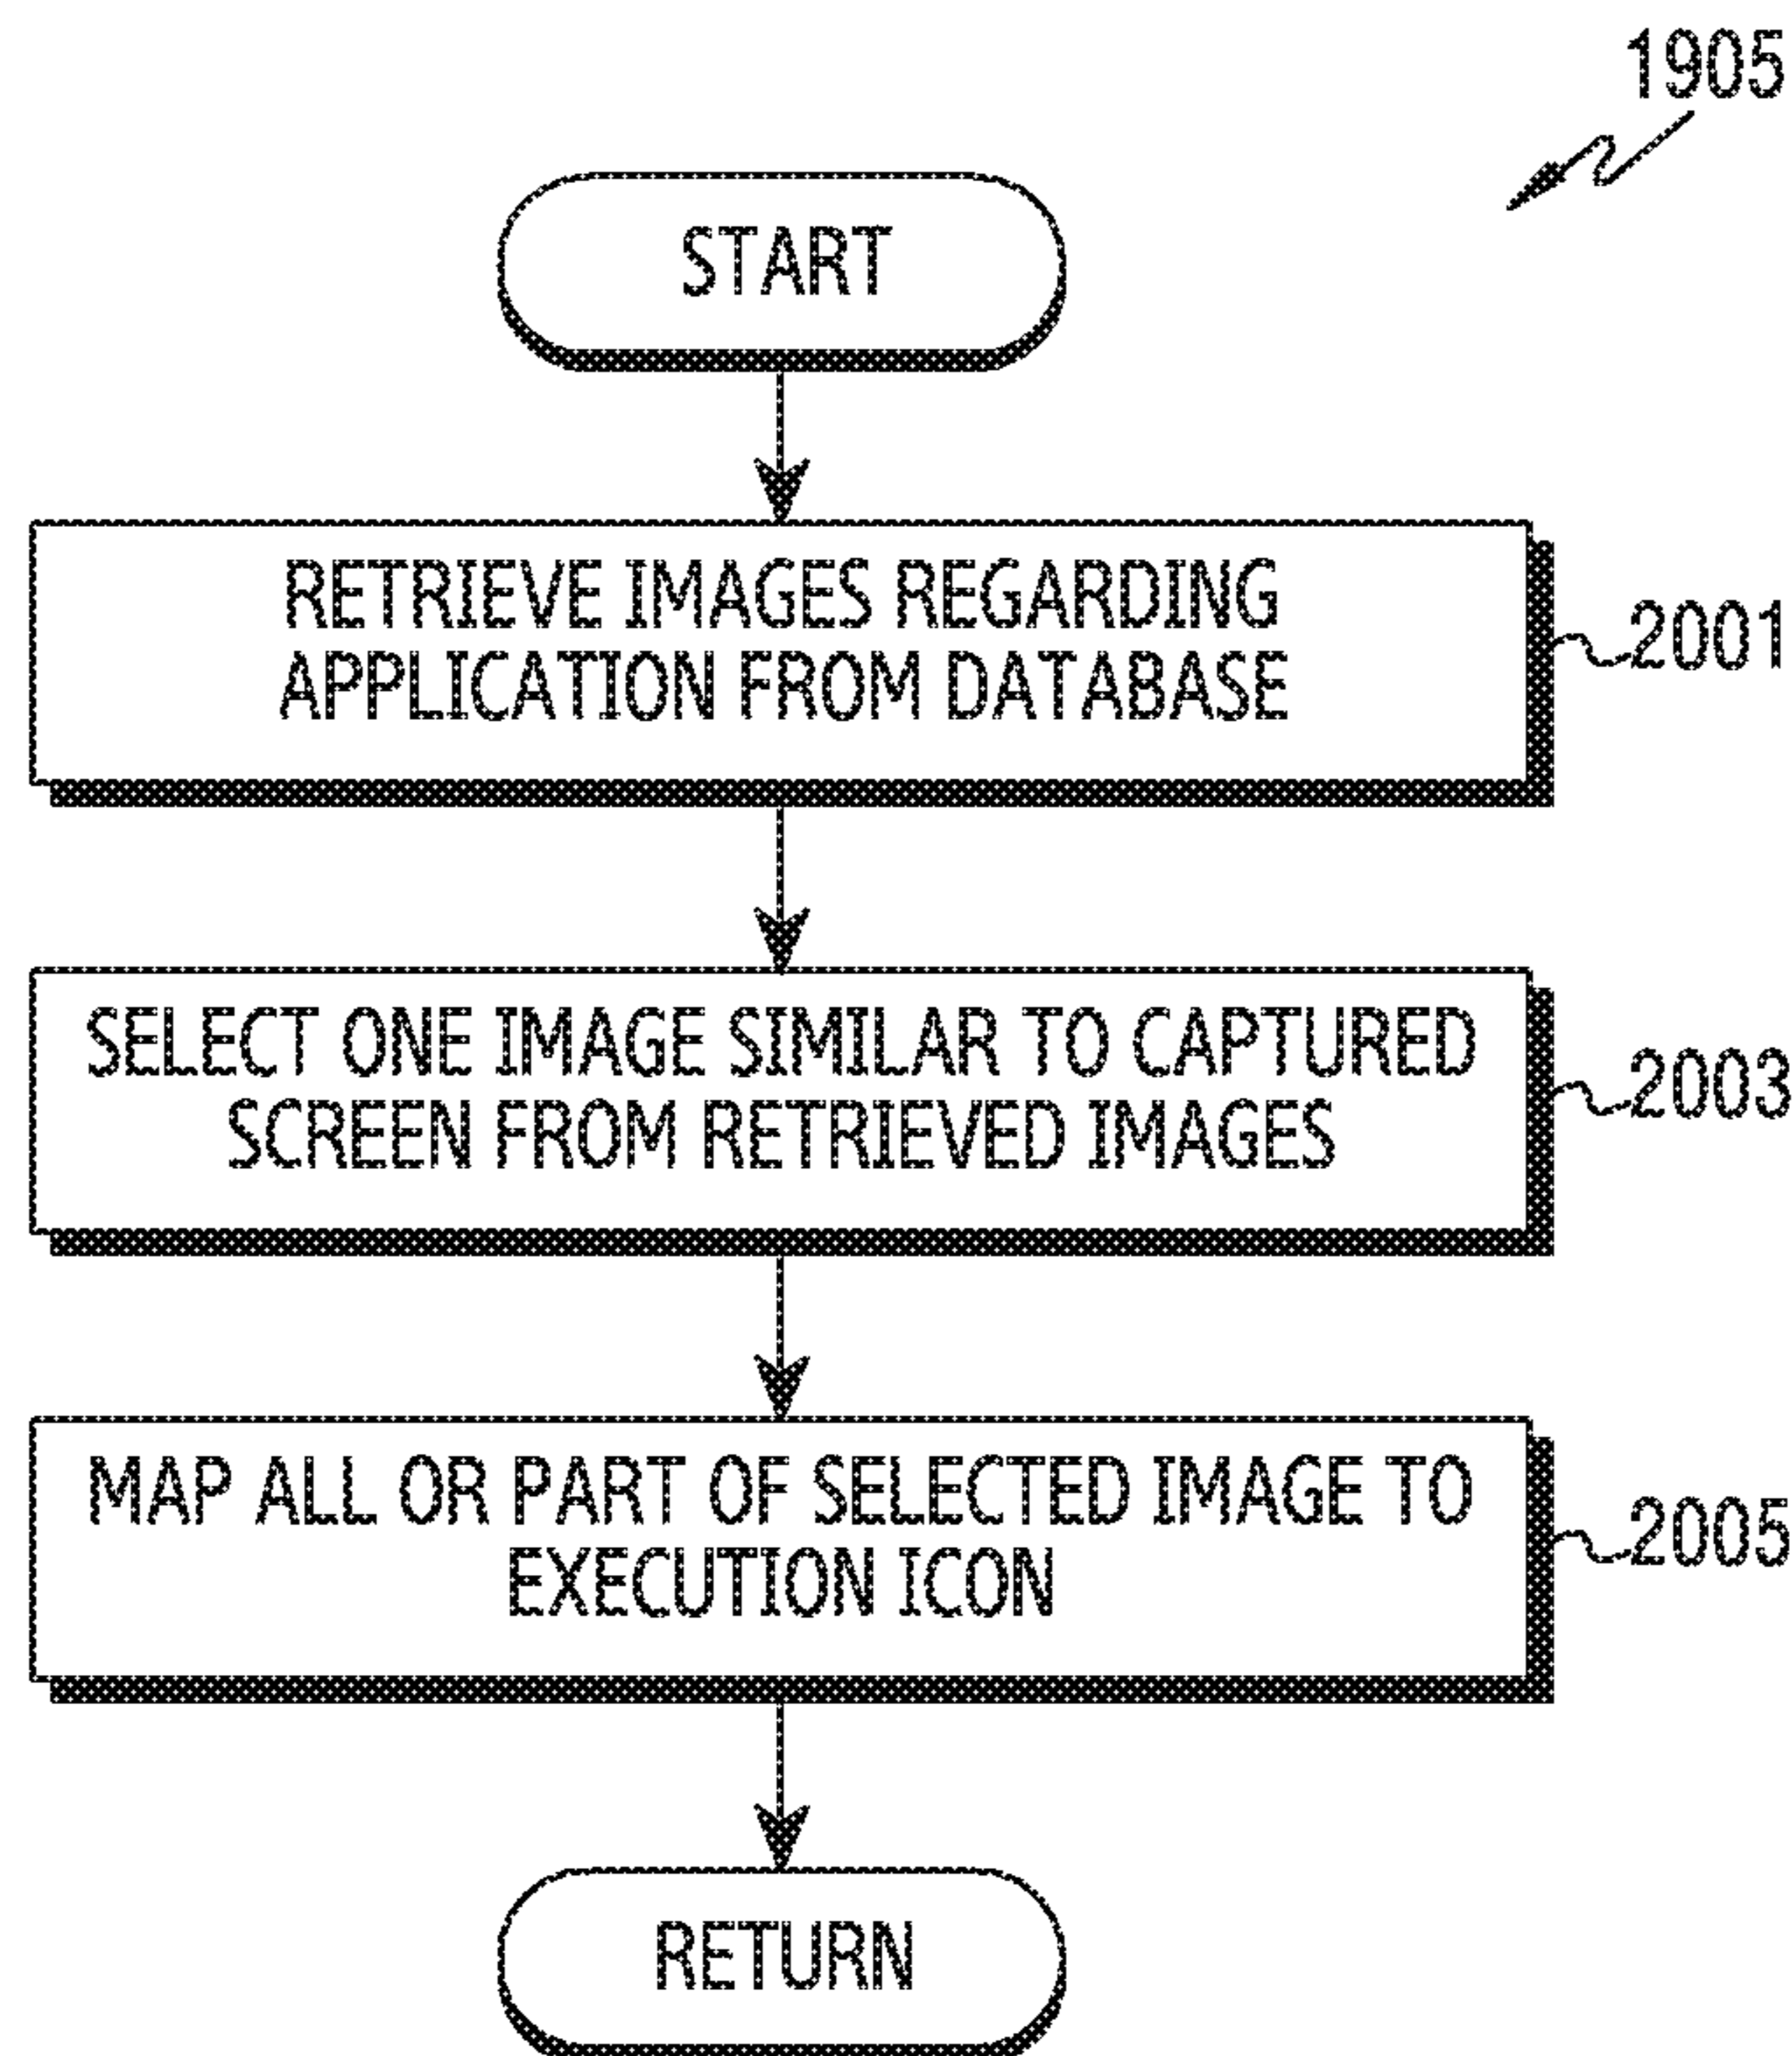 1905
START
RETRIEVE IMAGES REGARDING
APPLICATION FROM DATABASE
2001
SELECT ONE IMAGE SIMILAR TO CAPTURED
SCREEN FROM RETRIEVED IMAGES
2003
MAP ALL OR PART OF SELECTED IMAGE TO
EXECUTION ICON
2005
RETURN